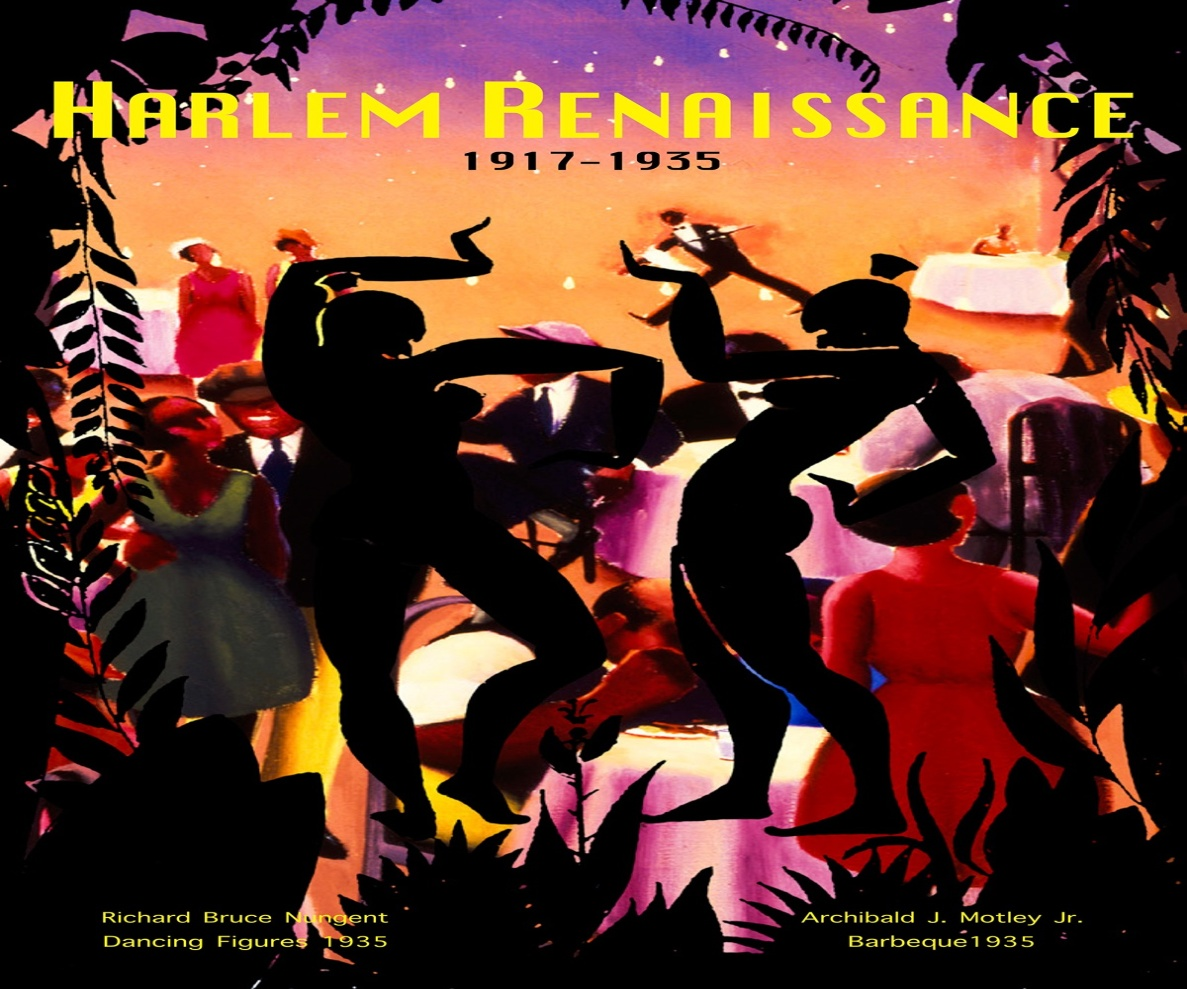 HARLEM RENAISSANCE
1917-1935
Richard Bruce Nungent
Dancing Figures 1935
Archibald J. Motley Jr.
Barbeque1935